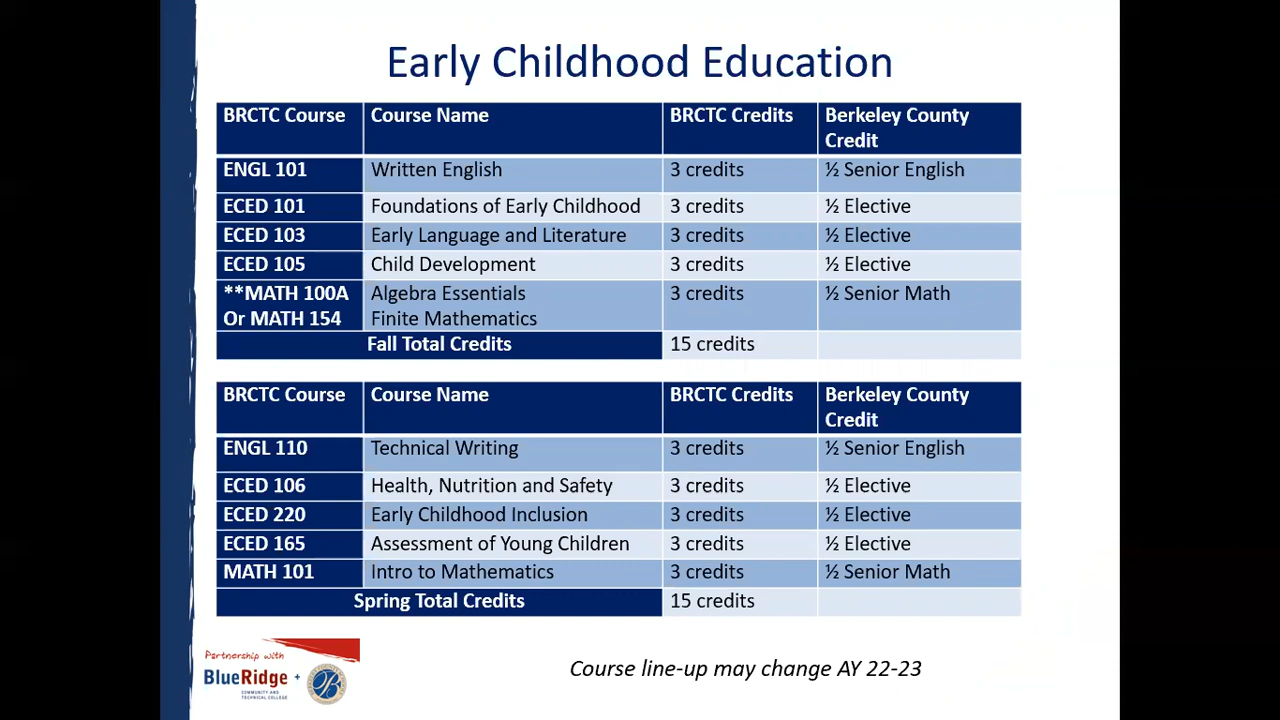 Early Childhood Education
BRCTC Course Course Name BRCTC Credits Berkeley County Credit
ENGL 101 Written English 3 credits ½ Senior English
ECED 101 Foundations of Early Childhood 3 credits ½ Elective
ECED 103 Early Language and Literature 3 credits ½ Elective
ECED 105 Child Development 3 credits ½ Elective
**MATH 100A Algebra Essentials 3 credits ½ Senior Math
Or MATH 154 Finite Mathematics
Fall Total Credits 15 credits
BRCTC Course Course Name BRCTC Credits Berkeley County Credit
ENGL 110 Technical Writing 3 credits ½ Senior English
ECED 106 Health, Nutrition and Safety 3 credits ½ Elective
ECED 220 Early Childhood Inclusion 3 credits ½ Elective
ECED 165 Assessment of Young Children 3 credits ½ Elective
MATH 101 Intro to Mathematics 3 credits ½ Senior Math
Spring Total Credits 15 credits
Partnership with
BlueRidge +
COMMUNITY AND
TECHNICAL COLLEGE
Course line-up may change AY 22-23